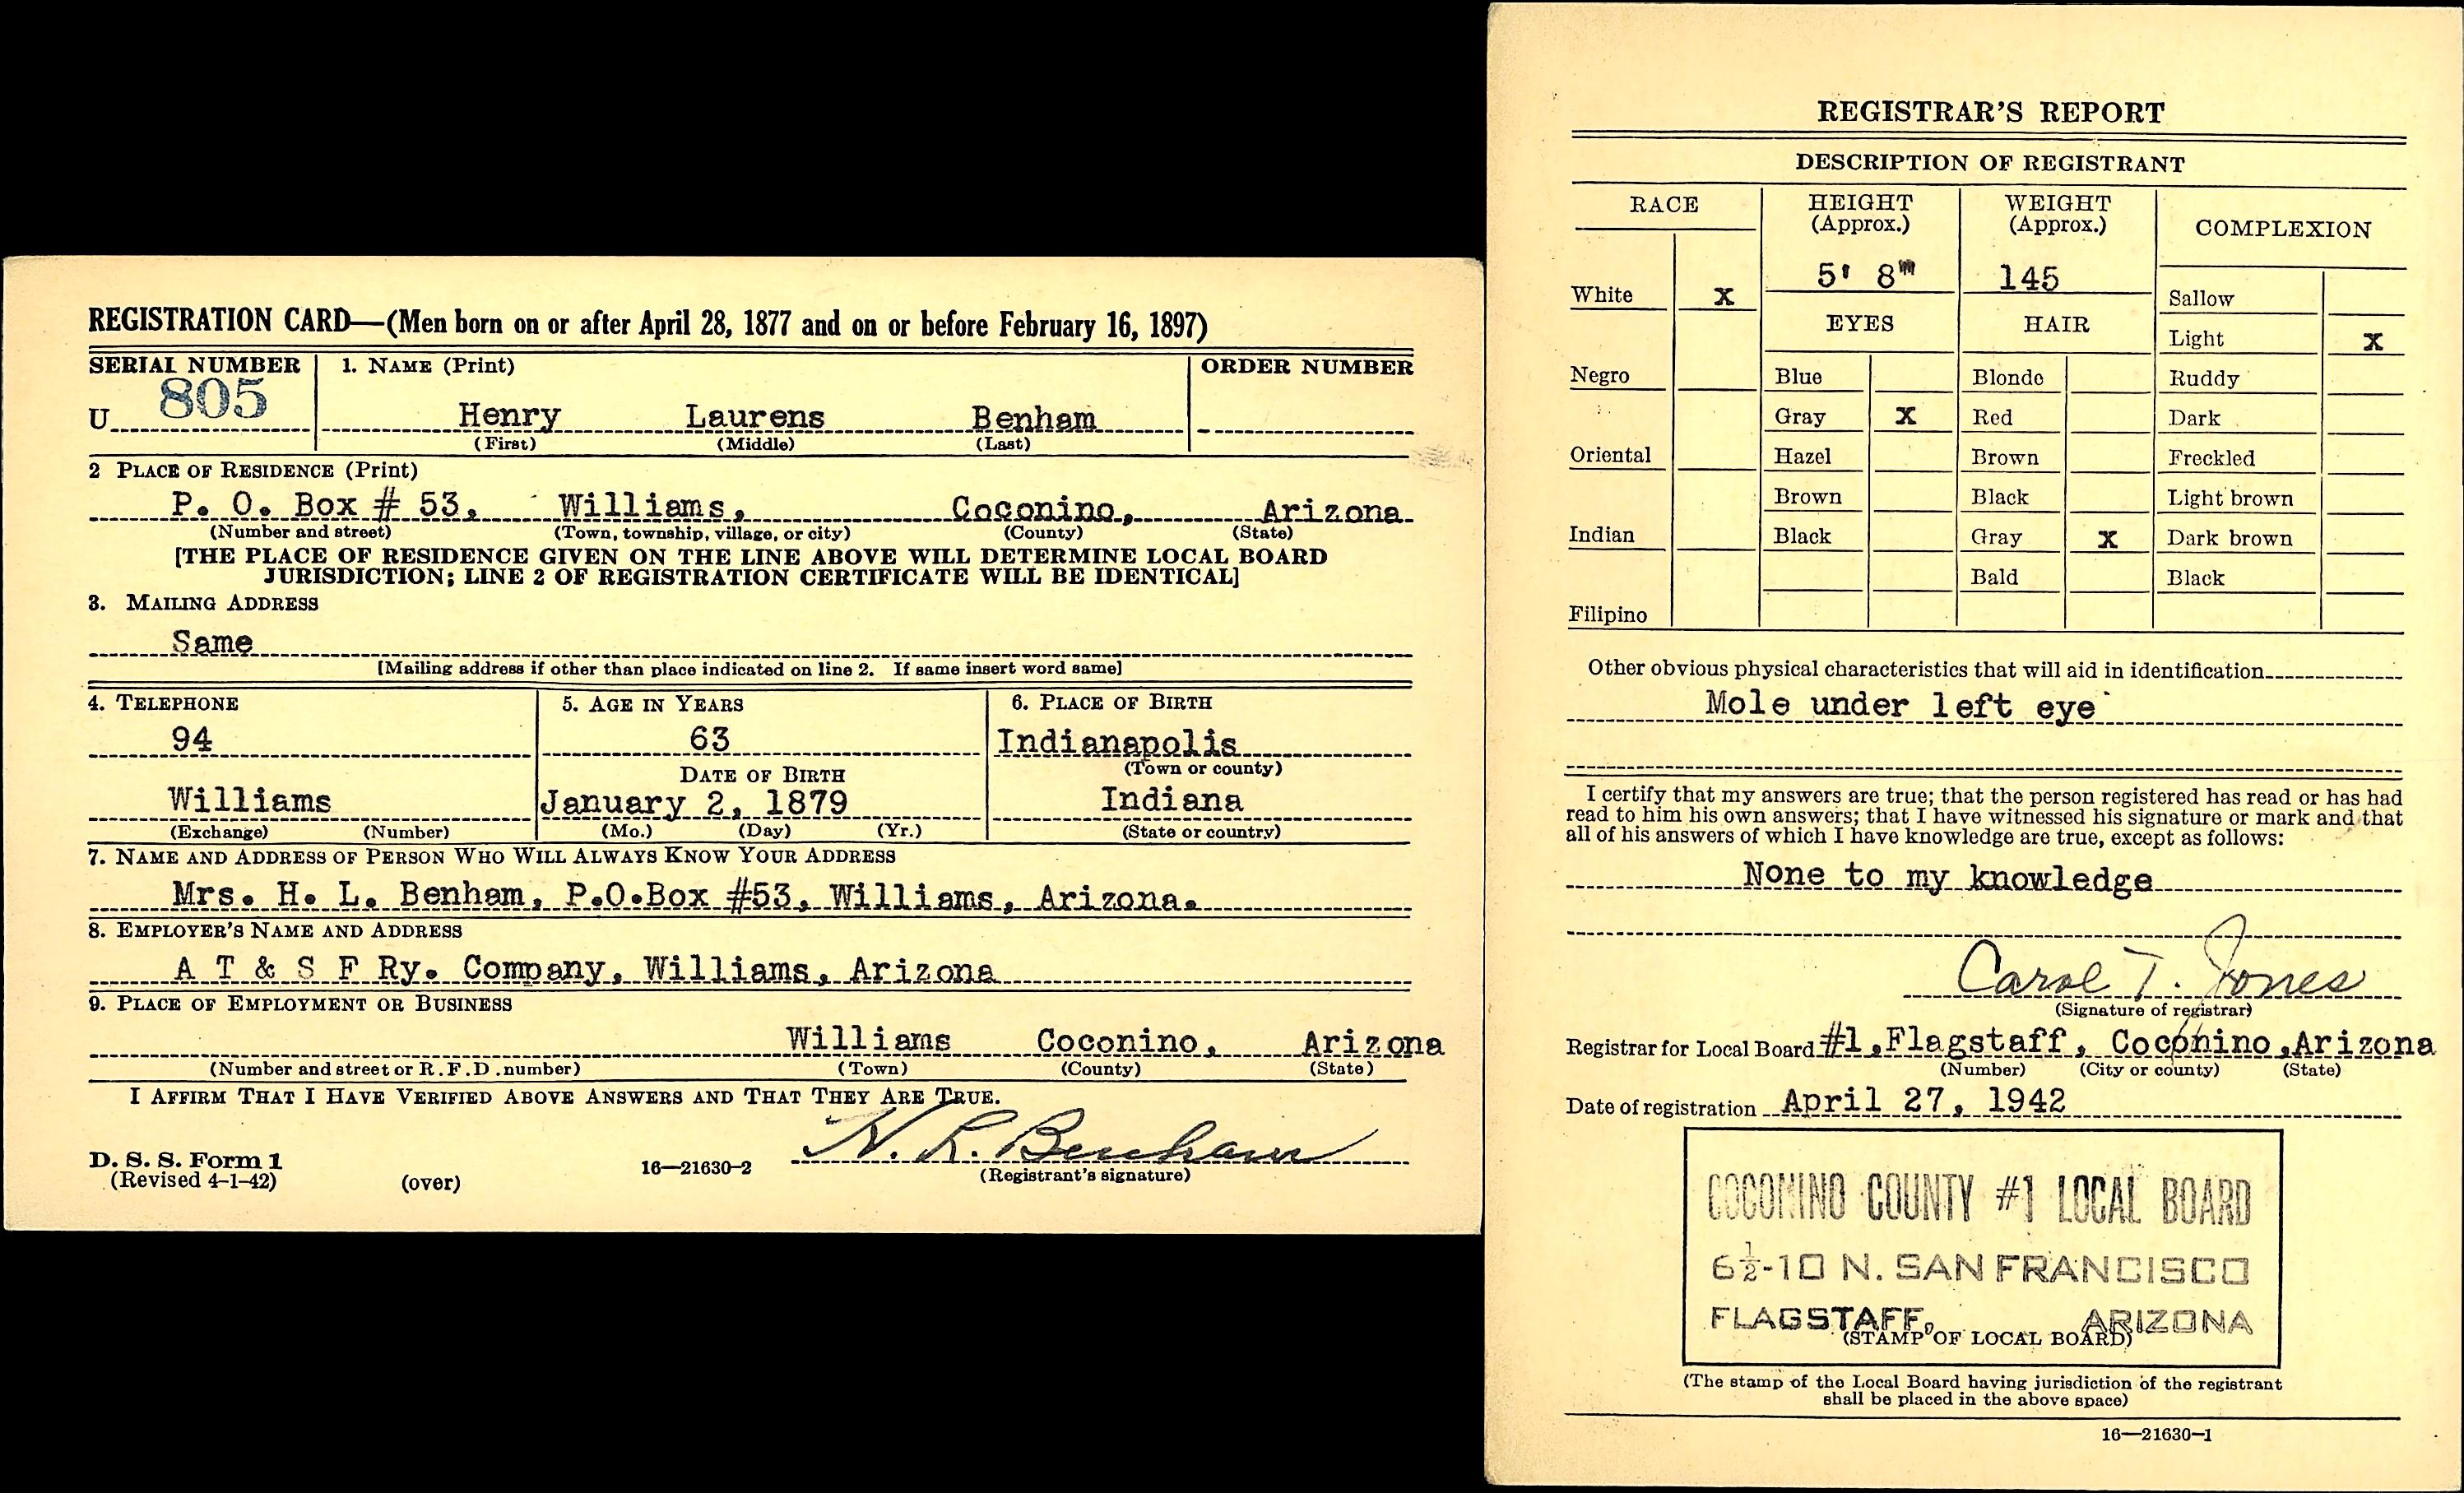 REGISTRATION CARD—(Men born on or after April 28, 1877 and on or before February 16, 1897)
SERIAL NUMBER 1. NAME (Print) ORDER NUMBER
U 805 Henry Laurens Benham
(First) (Middle) (Last)
2 PLACE OF RESIDENCE (Print)
P. O. Box # 53, Williams, Coconino, Arizona
(Number and street) (Town, township, village, or city) (County) (State)
[THE PLACE OF RESIDENCE GIVEN ON THE LINE ABOVE WILL DETERMINE LOCAL BOARD
JURISDICTION; LINE 2 OF REGISTRATION CERTIFICATE WILL BE IDENTICAL]
3. MAILING ADDRESS
Same
[Mailing address if other than place indicated on line 2. If same insert word same]
4. TELEPHONE 5. AGE IN YEARS 6. PLACE OF BIRTH
94 63 Indianapolis
DATE OF BIRTH (Town or county)
Williams January 2, 1879 Indiana
(Exchange) (Number) (Mo.) (Day) (Yr.) (State or country)
7. NAME AND ADDRESS OF PERSON WHO WILL ALWAYS KNOW YOUR ADDRESS
Mrs. H. L. Benham, P.O.Box #53, Williams, Arizona.
8. EMPLOYER'S NAME AND ADDRESS
A T & S F Ry. Company, Williams, Arizona
9. PLACE OF EMPLOYMENT OR BUSINESS
Williams Coconino, Arizona
(Number and street or R.F.D. number) (Town) (County) (State)
I AFFIRM THAT I HAVE VERIFIED ABOVE ANSWERS AND THAT THEY ARE TRUE.
H. L. Benham
D. S. S. Form 1
(Revised 4-1-42) (over) 16—21630-2 (Registrant's signature)
REGISTRAR'S REPORT
DESCRIPTION OF REGISTRANT
RACE HEIGHT (Approx.) WEIGHT (Approx.) COMPLEXION
White x 5' 8" 145 Sallow
EYES HAIR Light x
Negro Blue Blonde Ruddy
Gray x Red Dark
Oriental Hazel Brown Freckled
Brown Black Light brown
Indian Black Gray x Dark brown
Bald Black
Filipino
Other obvious physical characteristics that will aid in identification
Mole under left eye
I certify that my answers are true; that the person registered has read or has had
read to him his own answers; that I have witnessed his signature or mark and that
all of his answers of which I have knowledge are true, except as follows:
None to my knowledge
Carol T. Jones
(Signature of registrar)
Registrar for Local Board #1, Flagstaff, Coconino, Arizona
(Number) (City or county) (State)
Date of registration April 27, 1942
COCONINO COUNTY #1 LOCAL BOARD
6½-10 N. SAN FRANCISCO
FLAGSTAFF, ARIZONA
(STAMP OF LOCAL BOARD)
(The stamp of the Local Board having jurisdiction of the registrant
shall be placed in the above space)
16—21630-1